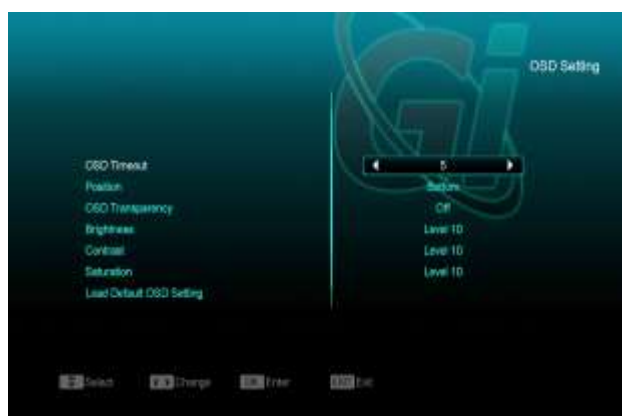 OSD Setting
OSD Timeout 5
Position Bottom
OSD Transparency Off
Brightness Level 10
Contrast Level 10
Saturation Level 10
Load Default OSD Setting
Select Change OK Enter EXIT Exit